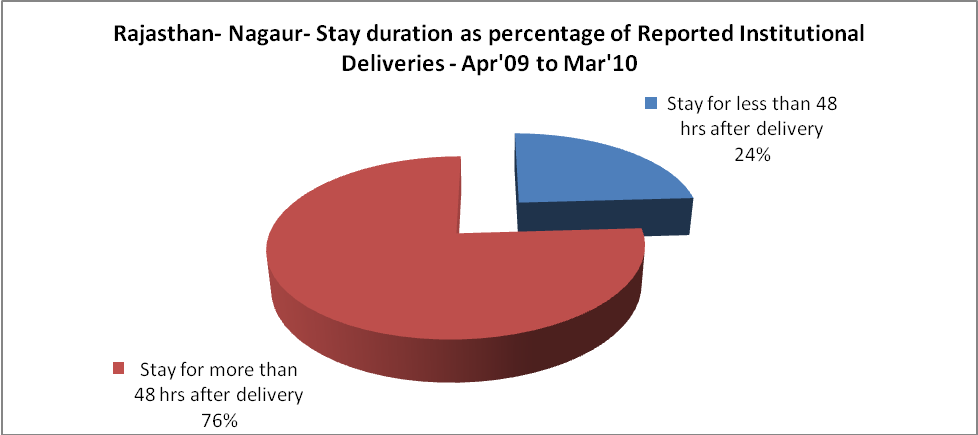 Rajasthan- Nagaur- Stay duration as percentage of Reported Institutional
Deliveries - Apr'09 to Mar'10
Stay for less than 48
hrs after delivery
24%
Stay for more than
48 hrs after delivery
76%